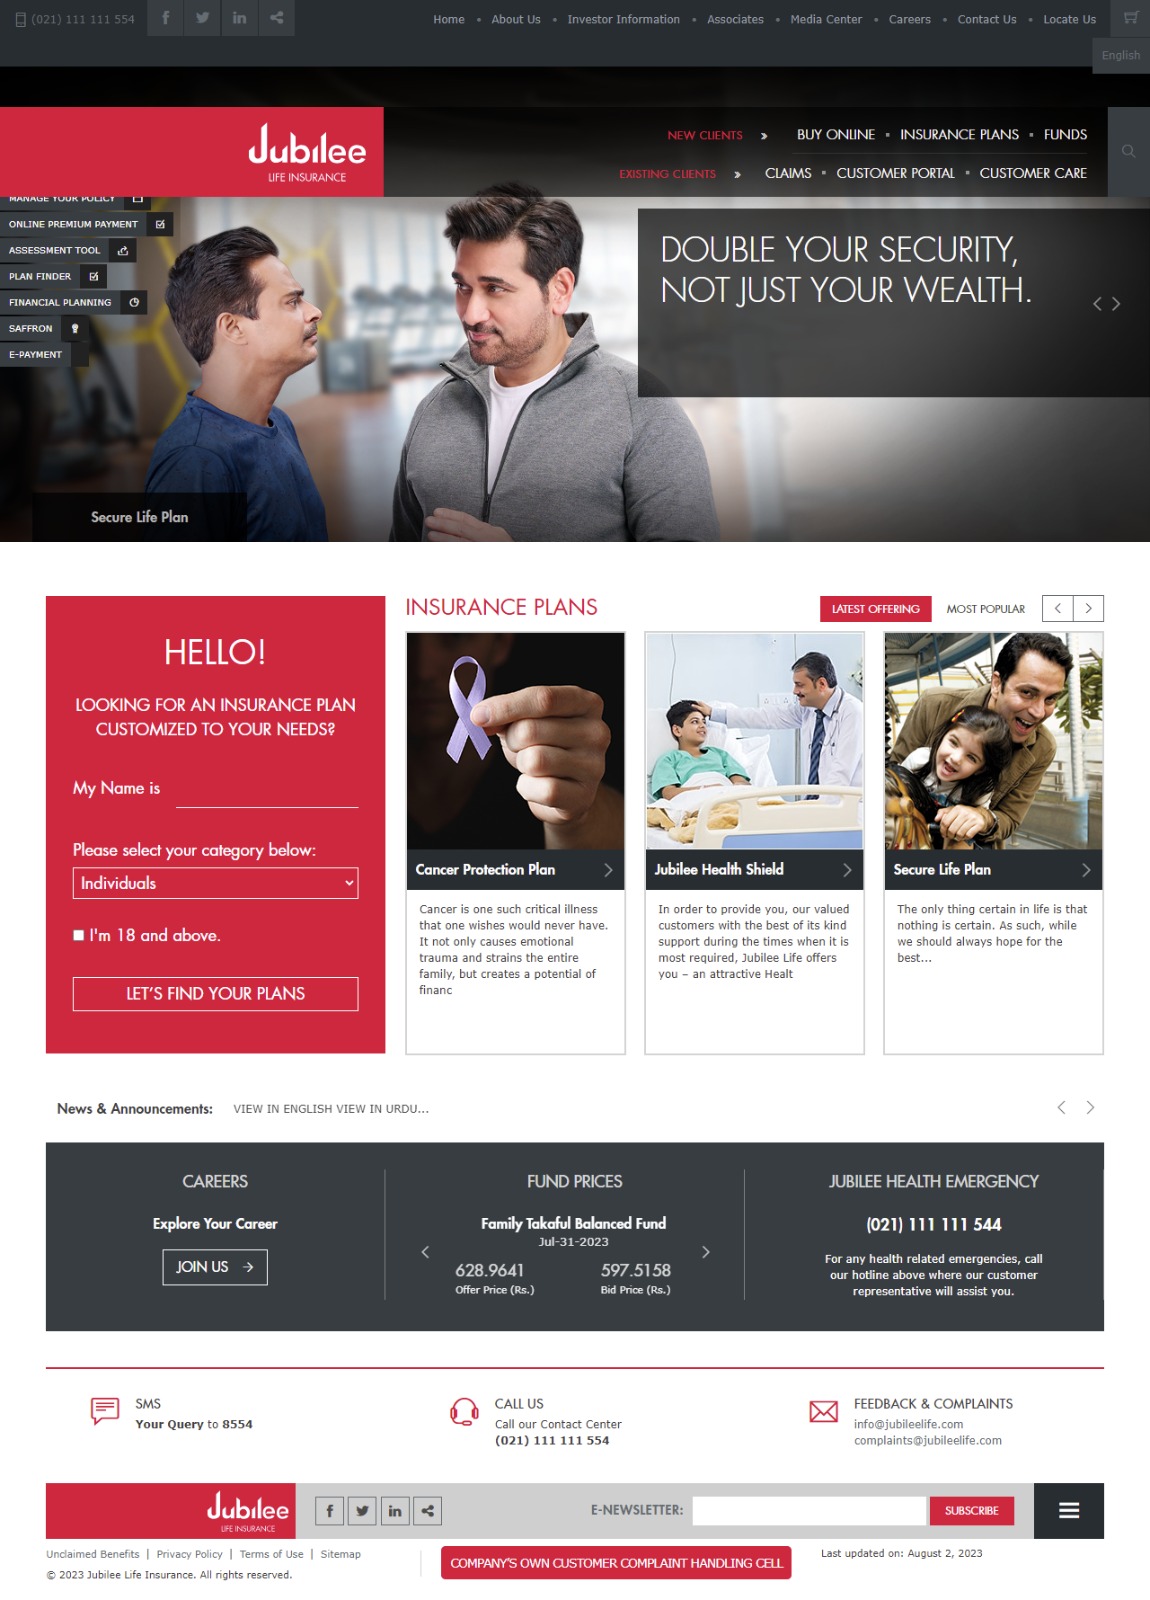 (021) 111 111 554
Home • About Us • Investor Information • Associates • Media Center • Careers • Contact Us • Locate Us
English
Jubilee
LIFE INSURANCE
NEW CLIENTS » BUY ONLINE ▪ INSURANCE PLANS ▪ FUNDS
EXISTING CLIENTS » CLAIMS ▪ CUSTOMER PORTAL ▪ CUSTOMER CARE
MANAGE YOUR POLICY
ONLINE PREMIUM PAYMENT
ASSESSMENT TOOL
PLAN FINDER
FINANCIAL PLANNING
SAFFRON
E-PAYMENT
DOUBLE YOUR SECURITY,
NOT JUST YOUR WEALTH.
Secure Life Plan
HELLO!
LOOKING FOR AN INSURANCE PLAN
CUSTOMIZED TO YOUR NEEDS?
My Name is
Please select your category below:
Individuals
I'm 18 and above.
LET'S FIND YOUR PLANS
INSURANCE PLANS
LATEST OFFERING
MOST POPULAR
Cancer Protection Plan
Cancer is one such critical illness
that one wishes would never have.
It not only causes emotional
trauma and strains the entire
family, but creates a potential of
financ
Jubilee Health Shield
In order to provide you, our valued
customers with the best of its kind
support during the times when it is
most required, Jubilee Life offers
you – an attractive Healt
Secure Life Plan
The only thing certain in life is that
nothing is certain. As such, while
we should always hope for the
best...
News & Announcements: VIEW IN ENGLISH VIEW IN URDU...
CAREERS
Explore Your Career
JOIN US
FUND PRICES
Family Takaful Balanced Fund
Jul-31-2023
628.9641 597.5158
Offer Price (Rs.) Bid Price (Rs.)
JUBILEE HEALTH EMERGENCY
(021) 111 111 544
For any health related emergencies, call
our hotline above where our customer
representative will assist you.
SMS
Your Query to 8554
CALL US
Call our Contact Center
(021) 111 111 554
FEEDBACK & COMPLAINTS
info@jubileelife.com
complaints@jubileelife.com
Jubilee
LIFE INSURANCE
E-NEWSLETTER:
SUBSCRIBE
Unclaimed Benefits | Privacy Policy | Terms of Use | Sitemap
© 2023 Jubilee Life Insurance. All rights reserved.
COMPANY'S OWN CUSTOMER COMPLAINT HANDLING CELL
Last updated on: August 2, 2023